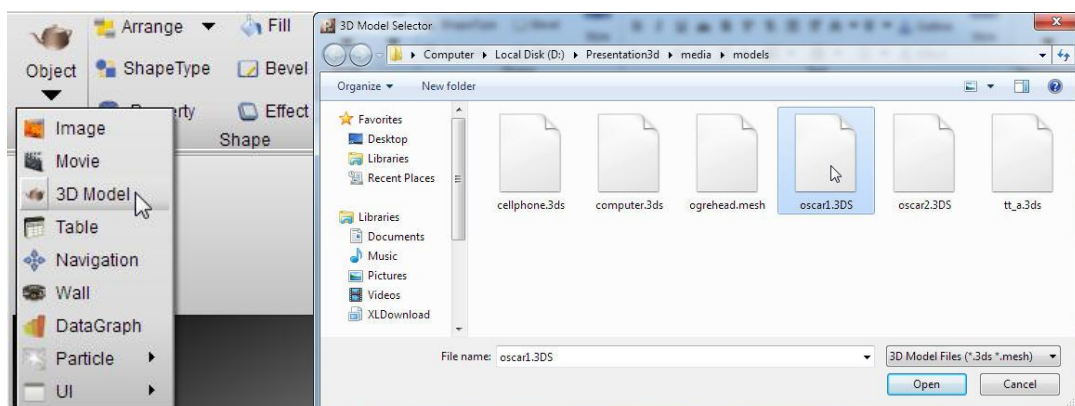 Arrange
Fill
Object
ShapeType
Bevel
rty
Effect
Shape
Image
Movie
3D Model
Table
Navigation
Wall
DataGraph
Particle
UI
3D Model Selector
Computer Local Disk (D:) Presentation3d media models
Organize New folder
Favorites
Desktop
Libraries
Recent Places
Libraries
Documents
Music
Pictures
Videos
XLDownload
cellphone.3ds computer.3ds ogrehead.mesh oscar1.3DS oscar2.3DS tt_a.3ds
File name: oscar1.3DS 3D Model Files (*.3ds *.mesh)
Open Cancel